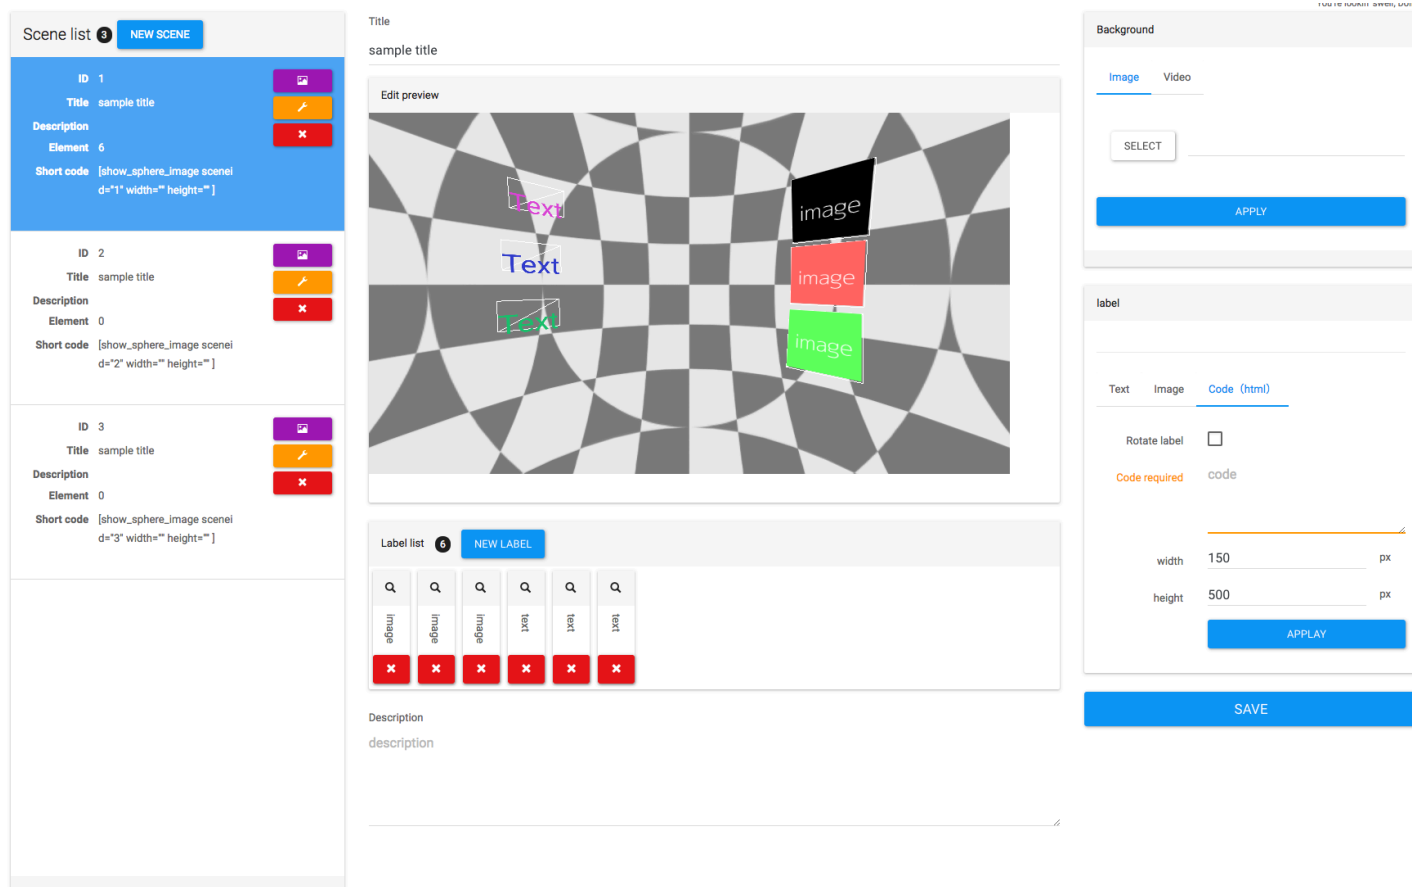 You're lookin' swell, Dol
Scene list 3 NEW SCENE
ID 1
Title sample title
Description
Element 6
Short code [show_sphere_image scenei
d="1" width="" height="" ]
ID 2
Title sample title
Description
Element 0
Short code [show_sphere_image scenei
d="2" width="" height="" ]
ID 3
Title sample title
Description
Element 0
Short code [show_sphere_image scenei
d="3" width="" height="" ]
Title
sample title
Edit preview
Text
Text
Text
image
image
image
Label list 6 NEW LABEL
image image image text text text
Description
description
Background
Image Video
SELECT
APPLY
label
Text Image Code（html）
Rotate label
Code required code
width 150 px
height 500 px
APPLAY
SAVE